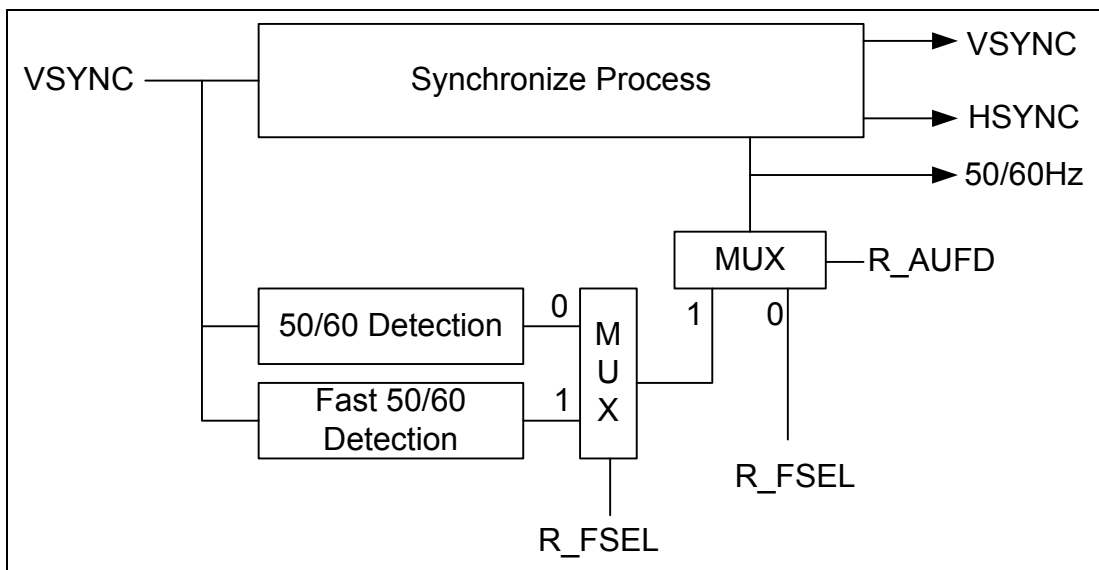 VSYNC
Synchronize Process
VSYNC
HSYNC
50/60Hz
MUX
R_AUFD
1
0
50/60 Detection
0
M
U
X
Fast 50/60
Detection
1
R_FSEL
R_FSEL